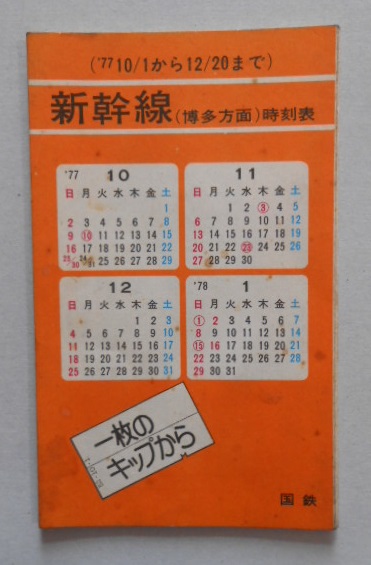 ('77 10/1から12/20まで)
新幹線(博多方面)時刻表
'77 10
日 月 火 水 木 金 土
1
2 3 4 5 6 7 8
9 10 11 12 13 14 15
16 17 18 19 20 21 22
23/30 24/31 25 26 27 28 29
11
日 月 火 水 木 金 土
1 2 3 4 5
6 7 8 9 10 11 12
13 14 15 16 17 18 19
20 21 22 23 24 25 26
27 28 29 30
12
日 月 火 水 木 金 土
1 2 3
4 5 6 7 8 9 10
11 12 13 14 15 16 17
18 19 20 21 22 23 24
25 26 27 28 29 30 31
'78 1
日 月 火 水 木 金 土
1 2 3 4 5 6 7
8 9 10 11 12 13 14
15 16 17 18 19 20 21
22 23 24 25 26 27 28
29 30 31
一枚の
キップから
国鉄